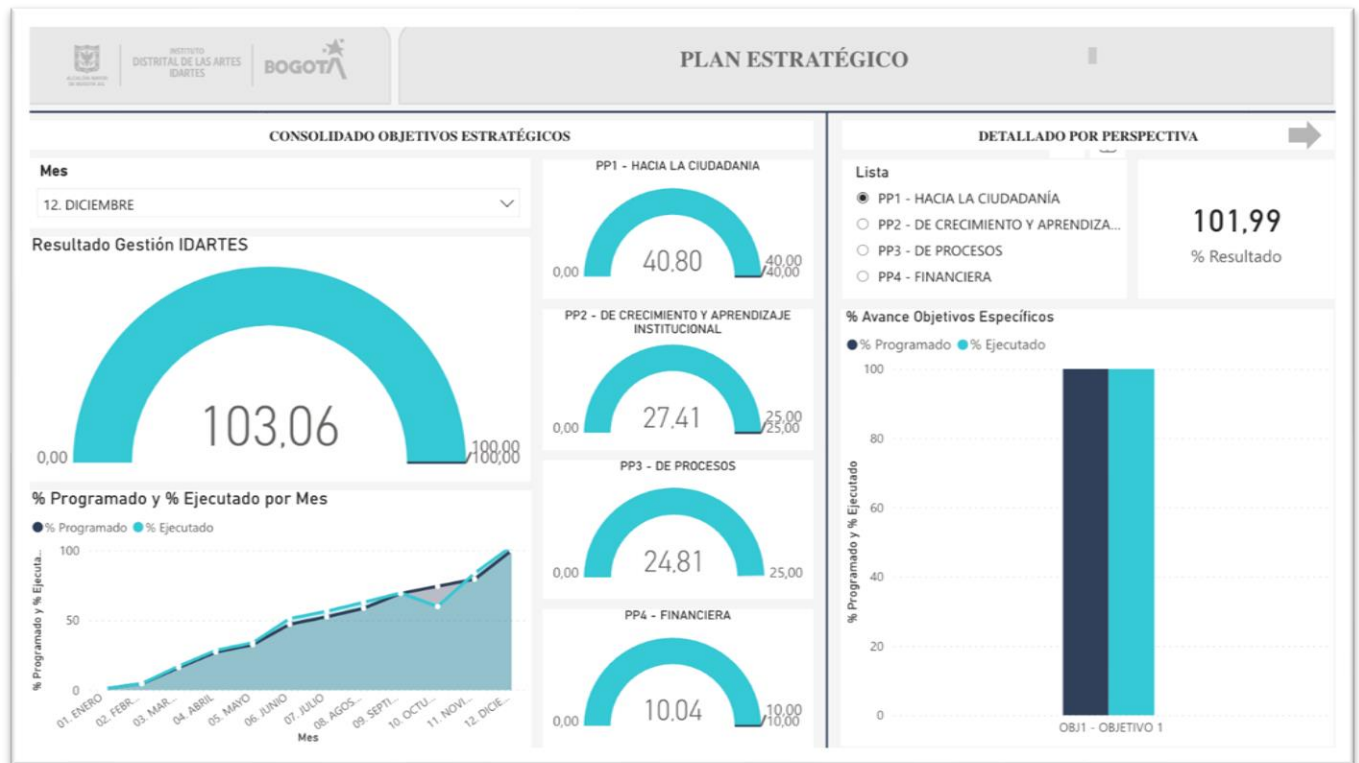 INSTITUTO
DISTRITAL DE LAS ARTES
IDARTES
BOGOTÁ
PLAN ESTRATÉGICO
CONSOLIDADO OBJETIVOS ESTRATÉGICOS
Mes
12. DICIEMBRE
Resultado Gestión IDARTES
103,06
0,00
100,00
100,00
% Programado y % Ejecutado por Mes
% Programado
% Ejecutado
% Programado y % Ejecuta...
100
50
0
01. ENERO
02. FEBR...
03. MAR...
04. ABRIL
05. MAYO
06. JUNIO
07. JULIO
08. AGOS...
09. SEPTI...
10. OCTU...
11. NOVI...
12. DICIE...
Mes
PP1 - HACIA LA CIUDADANIA
40,80
0,00
40,00
40,00
PP2 - DE CRECIMIENTO Y APRENDIZAJE
INSTITUCIONAL
27,41
0,00
25,00
25,00
PP3 - DE PROCESOS
24,81
0,00
25,00
PP4 - FINANCIERA
10,04
0,00
10,00
10,00
DETALLADO POR PERSPECTIVA
Lista
PP1 - HACIA LA CIUDADANÍA
PP2 - DE CRECIMIENTO Y APRENDIZA...
PP3 - DE PROCESOS
PP4 - FINANCIERA
101,99
% Resultado
% Avance Objetivos Específicos
% Programado
% Ejecutado
% Programado y % Ejecutado
100
80
60
40
20
0
OBJ1 - OBJETIVO 1